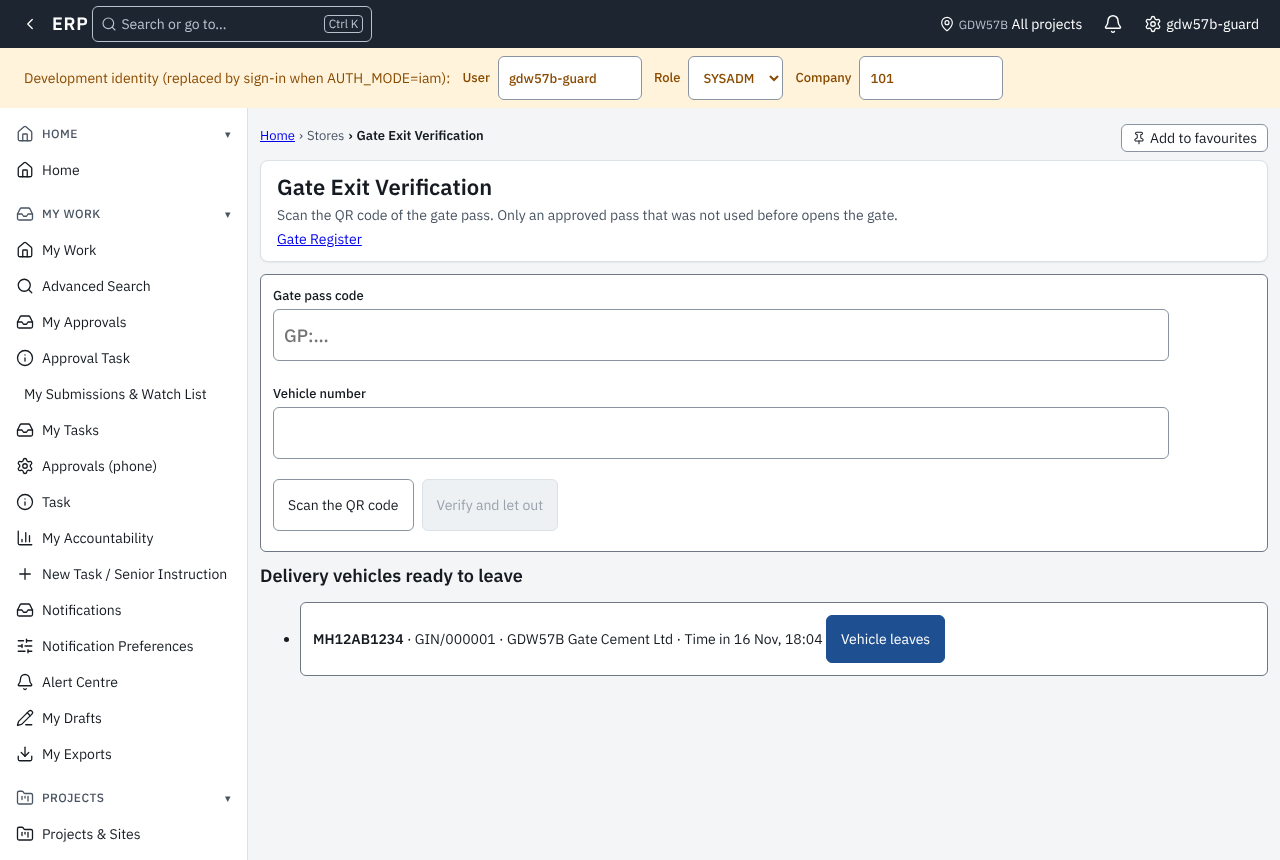 ERP Search or go to... Ctrl K GDW57B All projects gdw57b-guard
Development identity (replaced by sign-in when AUTH_MODE=iam): User gdw57b-guard Role SYSADM Company 101
HOME
Home
MY WORK
My Work
Advanced Search
My Approvals
Approval Task
My Submissions & Watch List
My Tasks
Approvals (phone)
Task
My Accountability
New Task / Senior Instruction
Notifications
Notification Preferences
Alert Centre
My Drafts
My Exports
PROJECTS
Projects & Sites
Home › Stores › Gate Exit Verification
Add to favourites
Gate Exit Verification
Scan the QR code of the gate pass. Only an approved pass that was not used before opens the gate.
Gate Register
Gate pass code
GP:...
Vehicle number
Scan the QR code Verify and let out
Delivery vehicles ready to leave
MH12AB1234 · GIN/000001 · GDW57B Gate Cement Ltd · Time in 16 Nov, 18:04 Vehicle leaves